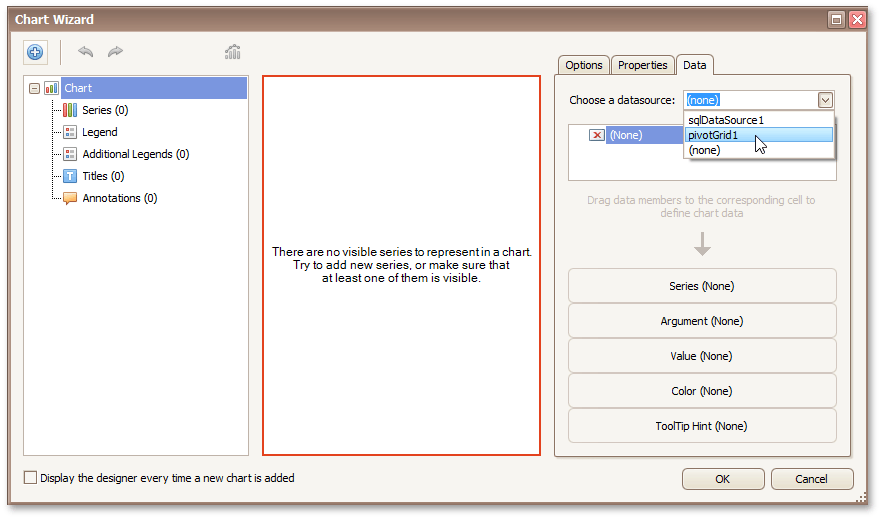 Chart Wizard
Options
Properties
Data
Chart
Series (0)
Legend
Additional Legends (0)
Titles (0)
Annotations (0)
There are no visible series to represent in a chart.
Try to add new series, or make sure that
at least one of them is visible.
Choose a datasource:
(none)
sqlDataSource1
pivotGrid1
(none)
(None)
Drag data members to the corresponding cell to
define chart data
Series (None)
Argument (None)
Value (None)
Color (None)
ToolTip Hint (None)
Display the designer every time a new chart is added
OK
Cancel